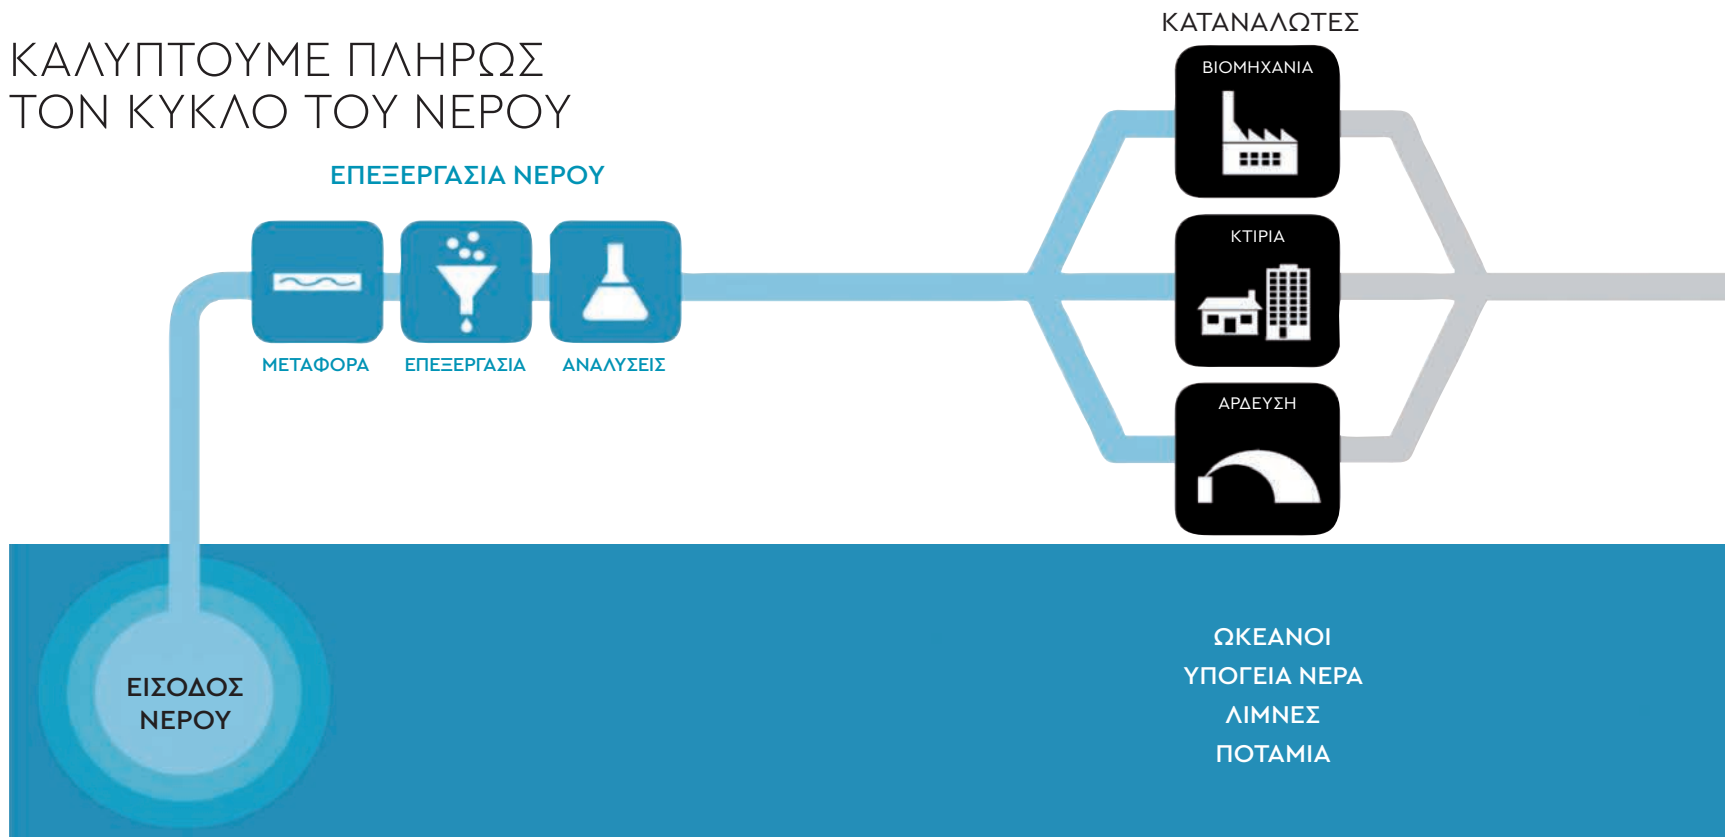 ΚΑΛΥΠΤΟΥΜΕ ΠΛΗΡΩΣ
ΤΟΝ ΚΥΚΛΟ ΤΟΥ ΝΕΡΟΥ
ΕΠΕΞΕΡΓΑΣΙΑ ΝΕΡΟΥ
ΜΕΤΑΦΟΡΑ
ΕΠΕΞΕΡΓΑΣΙΑ
ΑΝΑΛΥΣΕΙΣ
ΚΑΤΑΝΑΛΩΤΕΣ
ΒΙΟΜΗΧΑΝΙΑ
ΚΤΙΡΙΑ
ΑΡΔΕΥΣΗ
ΕΙΣΟΔΟΣ
ΝΕΡΟΥ
ΩΚΕΑΝΟΙ
ΥΠΟΓΕΙΑ ΝΕΡΑ
ΛΙΜΝΕΣ
ΠΟΤΑΜΙΑ